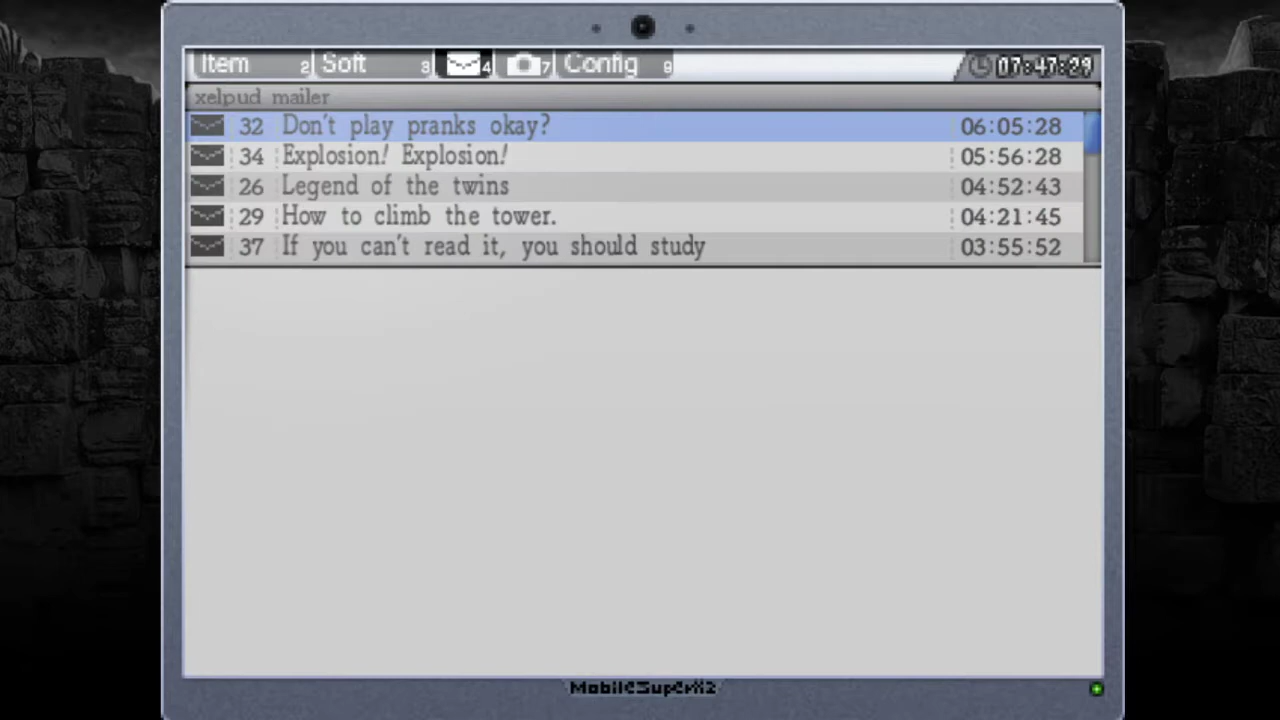 Item 2 Soft 3 4 7 Config 9 07:47:29
xelpud mailer
32 Don't play pranks okay? 06:05:28
34 Explosion! Explosion! 05:56:28
26 Legend of the twins 04:52:43
29 How to climb the tower. 04:21:45
37 If you can't read it, you should study 03:55:52
MobileSuperX2